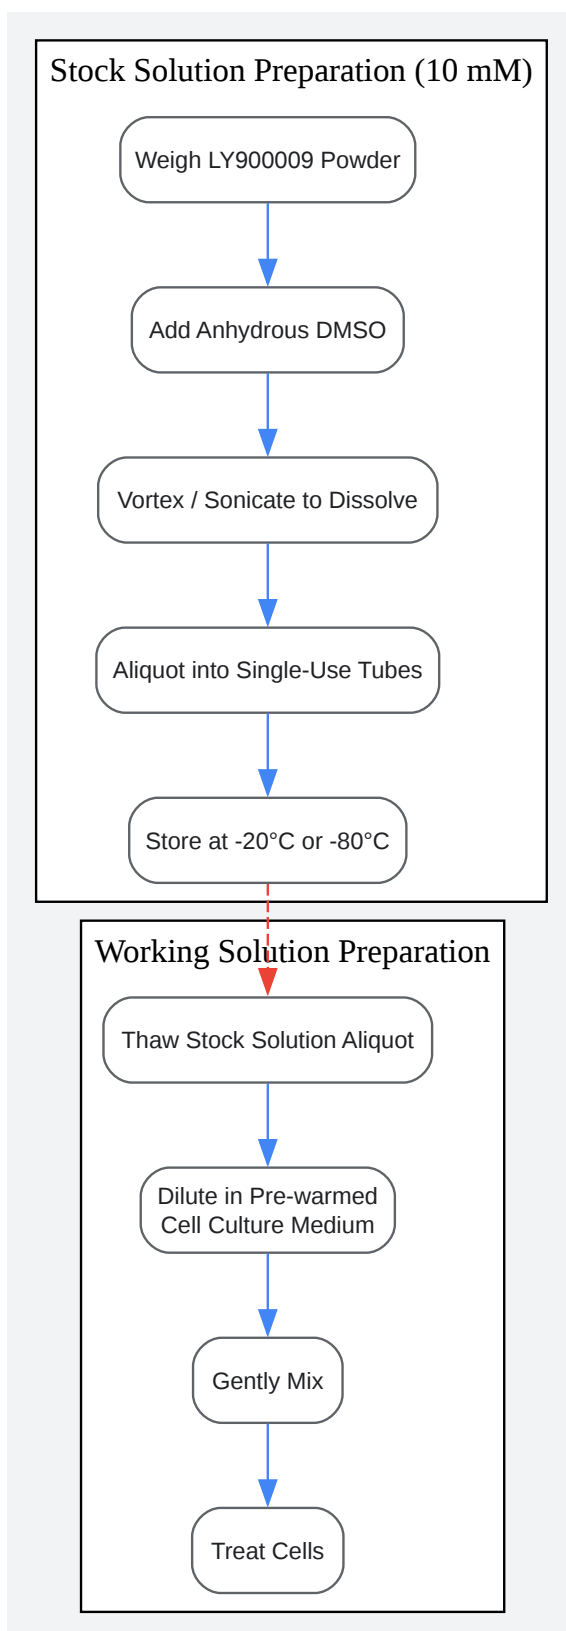 Stock Solution Preparation (10 mM)
Weigh LY900009 Powder
Add Anhydrous DMSO
Vortex / Sonicate to Dissolve
Aliquot into Single-Use Tubes
Store at -20°C or -80°C
Working Solution Preparation
Thaw Stock Solution Aliquot
Dilute in Pre-warmed
Cell Culture Medium
Gently Mix
Treat Cells